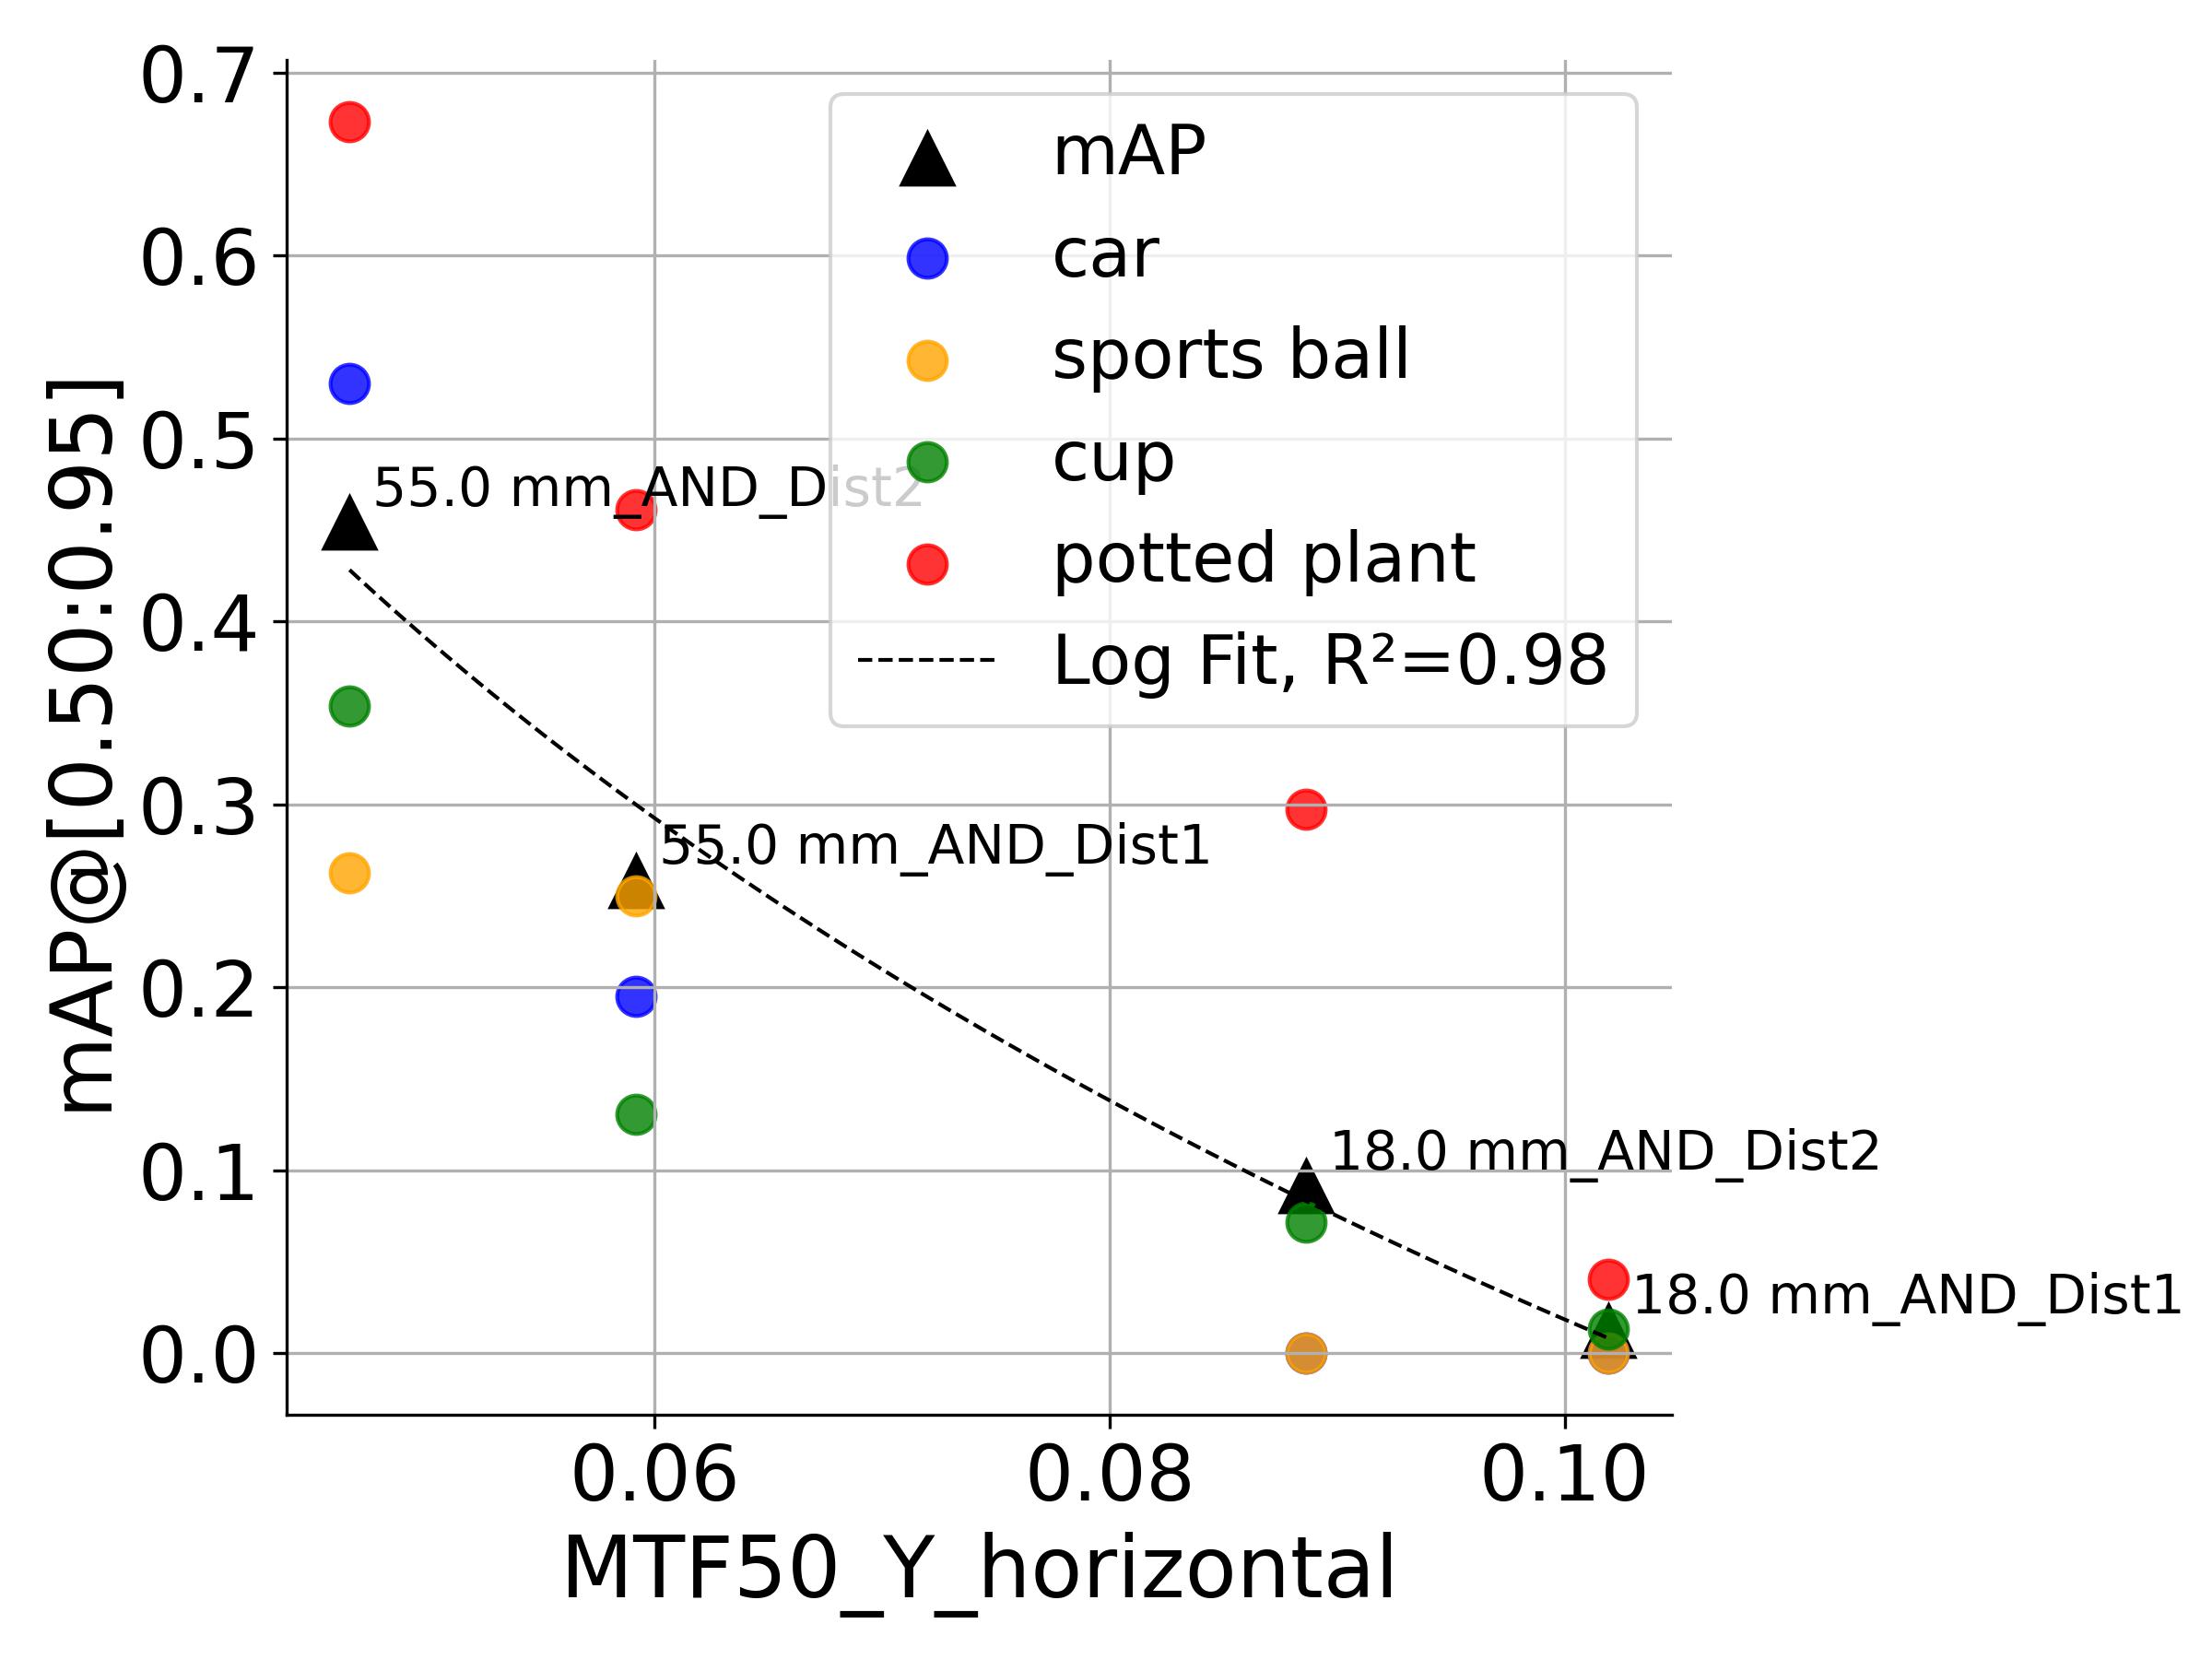 mAP@[0.50:0.95]
0.7
0.6
0.5
0.4
0.3
0.2
0.1
0.0
mAP
car
sports ball
cup
potted plant
Log Fit, R²=0.98
55.0 mm_AND_Dist2
55.0 mm_AND_Dist1
18.0 mm_AND_Dist2
18.0 mm_AND_Dist1
0.06 0.08 0.10
MTF50_Y_horizontal